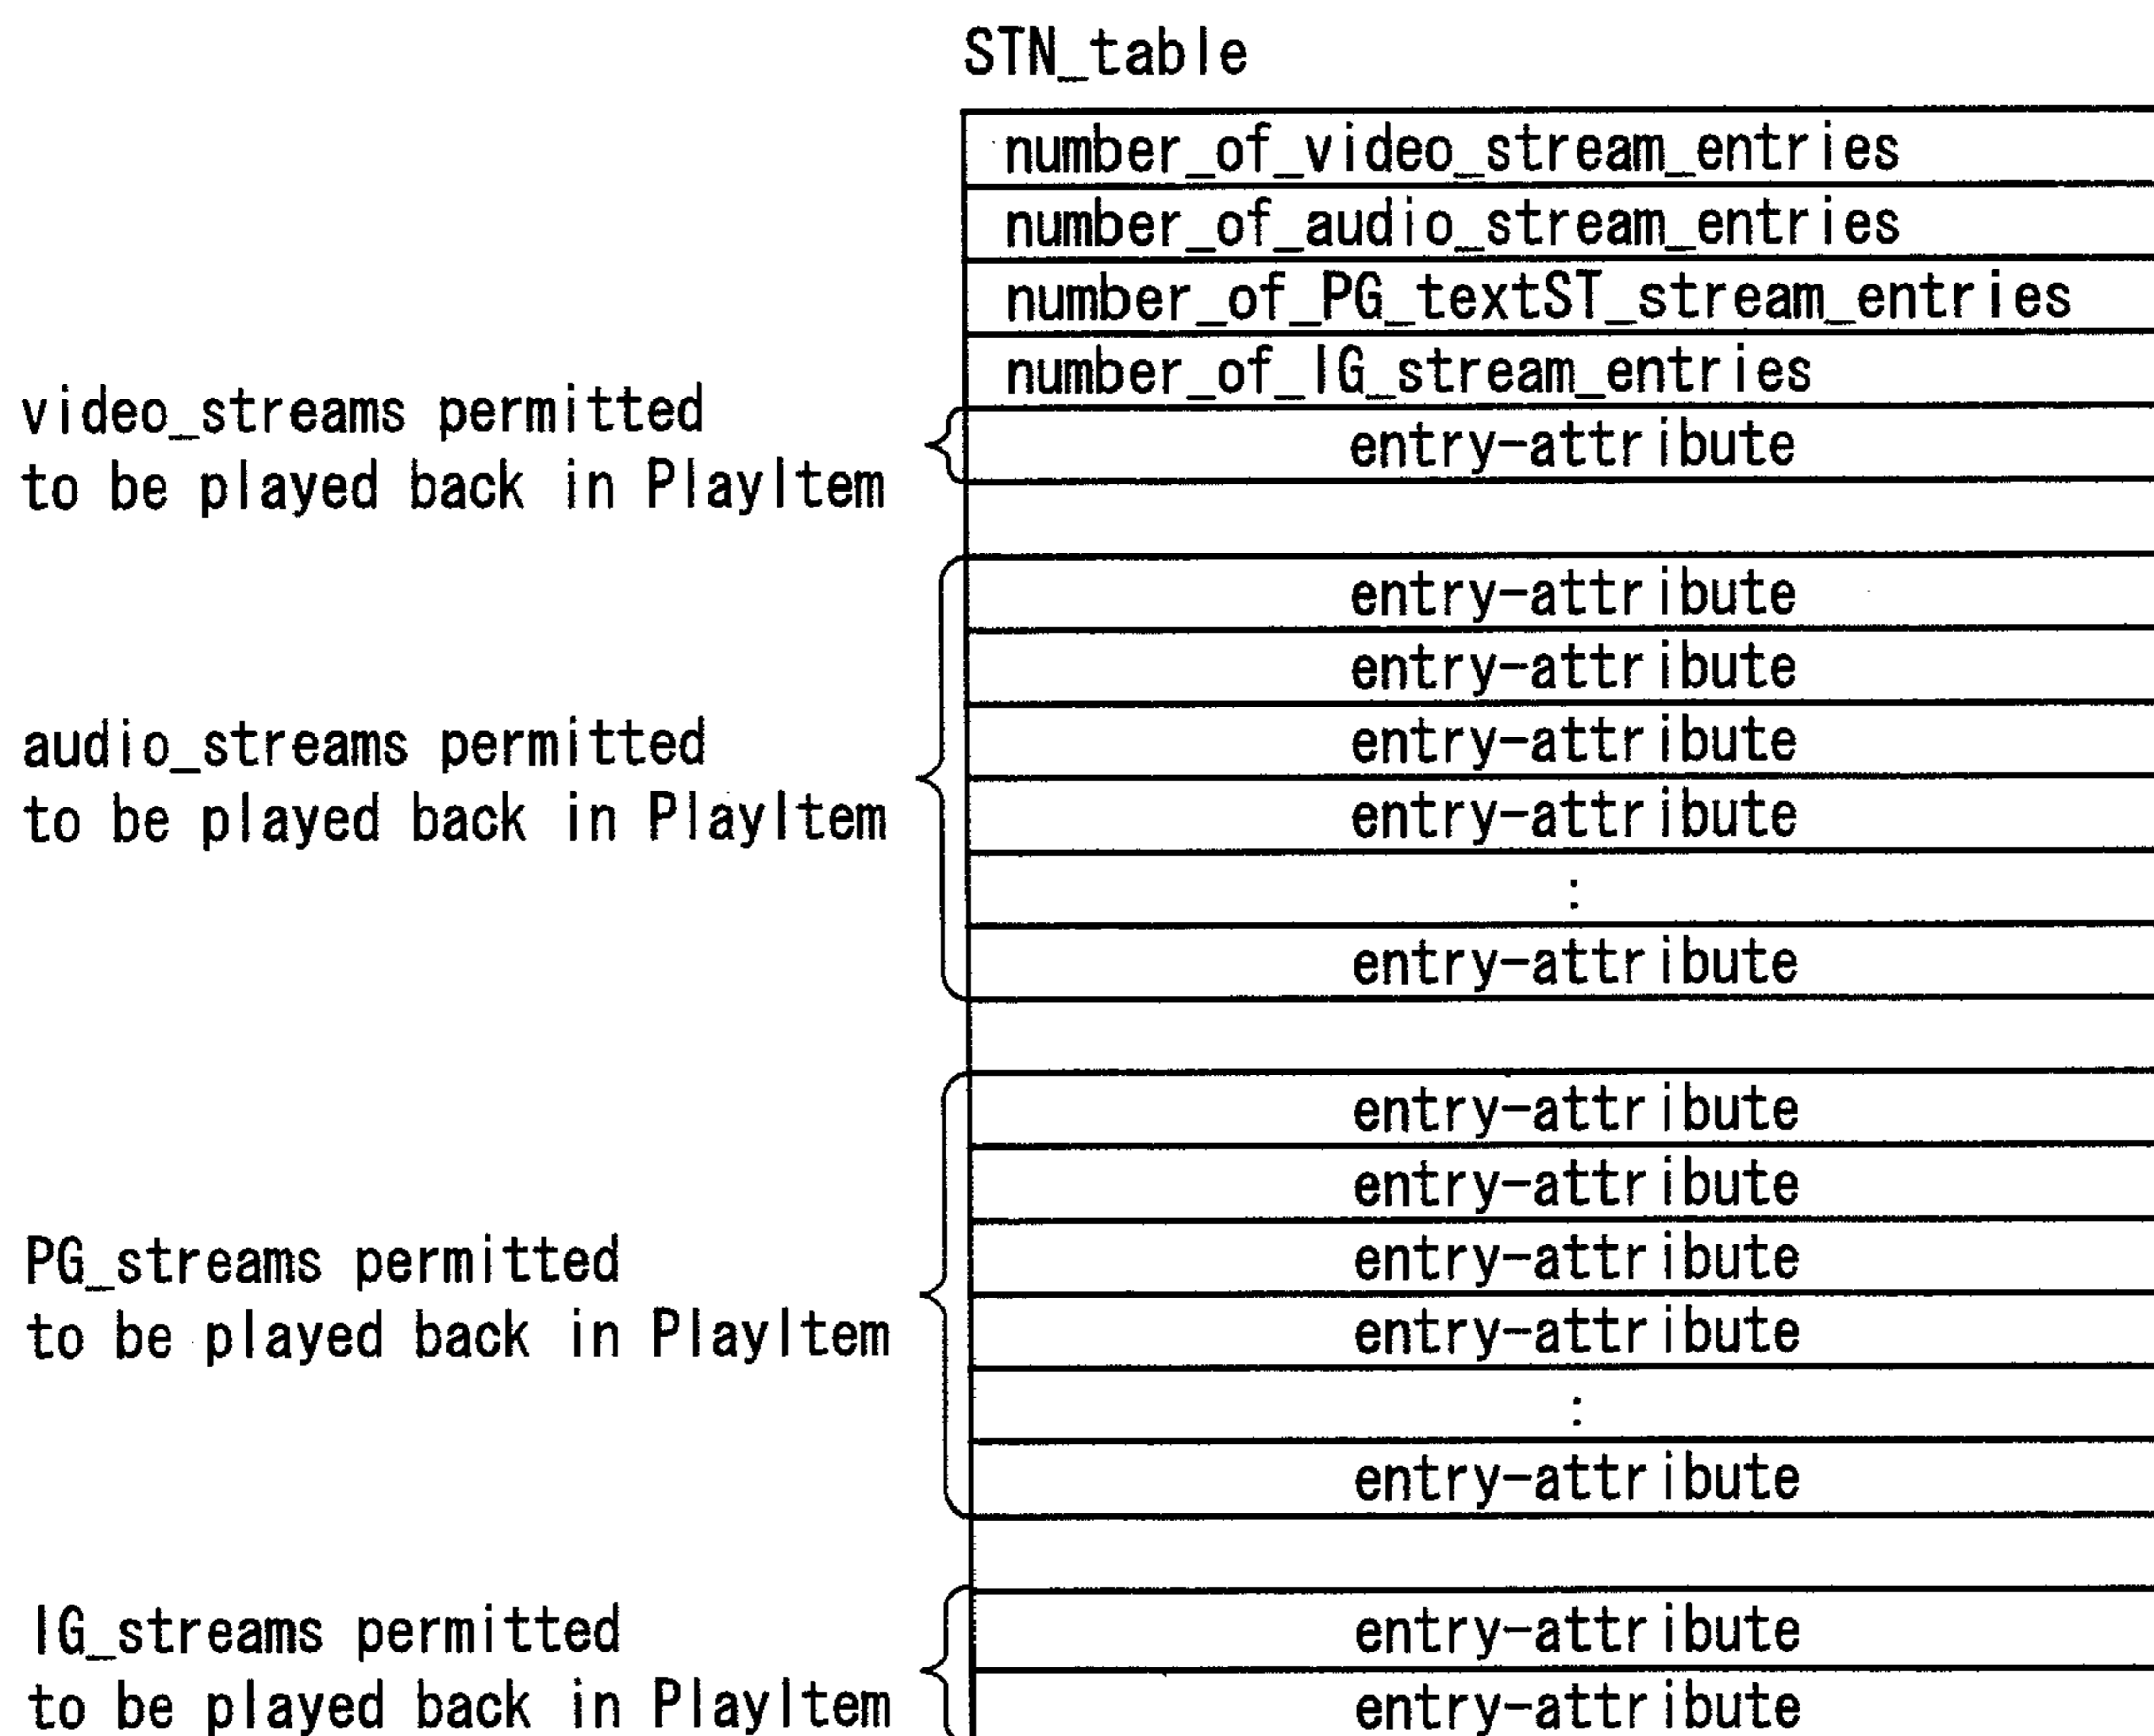 STN_table
number_of_video_stream_entries
number_of_audio_stream_entries
number_of_PG_textST_stream_entries
number_of_IG_stream_entries
video_streams permitted
to be played back in PlayItem
entry-attribute
audio_streams permitted
to be played back in PlayItem
entry-attribute
entry-attribute
entry-attribute
entry-attribute
:
entry-attribute
PG_streams permitted
to be played back in PlayItem
entry-attribute
entry-attribute
entry-attribute
entry-attribute
:
entry-attribute
IG_streams permitted
to be played back in PlayItem
entry-attribute
entry-attribute